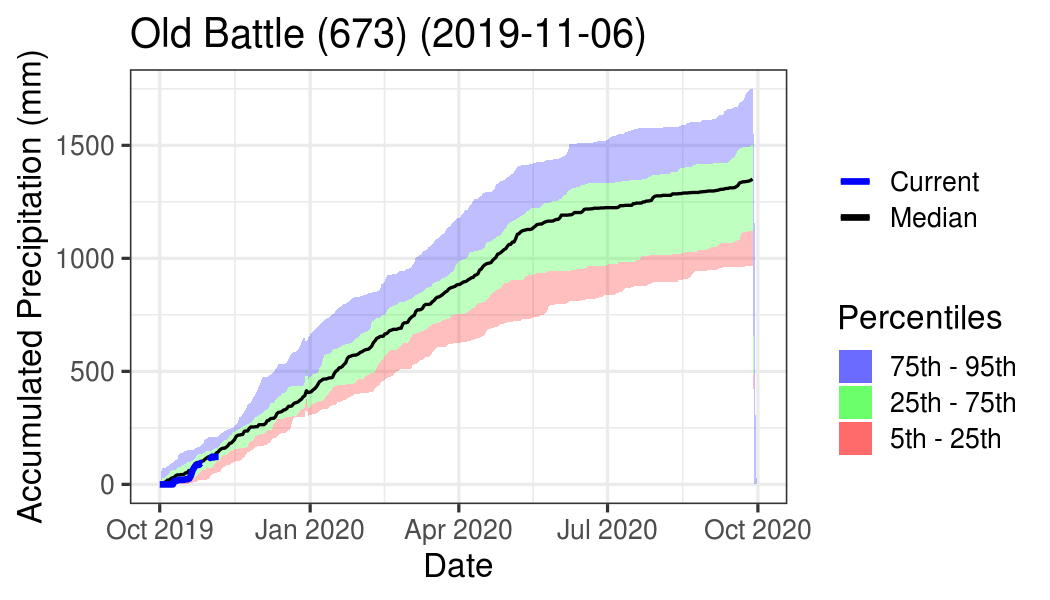 Old Battle (673) (2019-11-06)
Accumulated Precipitation (mm)
1500
1000
500
0
Oct 2019
Jan 2020
Apr 2020
Jul 2020
Oct 2020
Date
Current
Median
Percentiles
75th - 95th
25th - 75th
5th - 25th